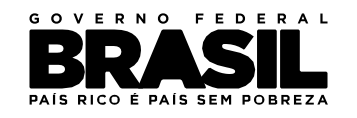 GOVERNO FEDERAL
BRASIL
PAÍS RICO É PAÍS SEM POBREZA